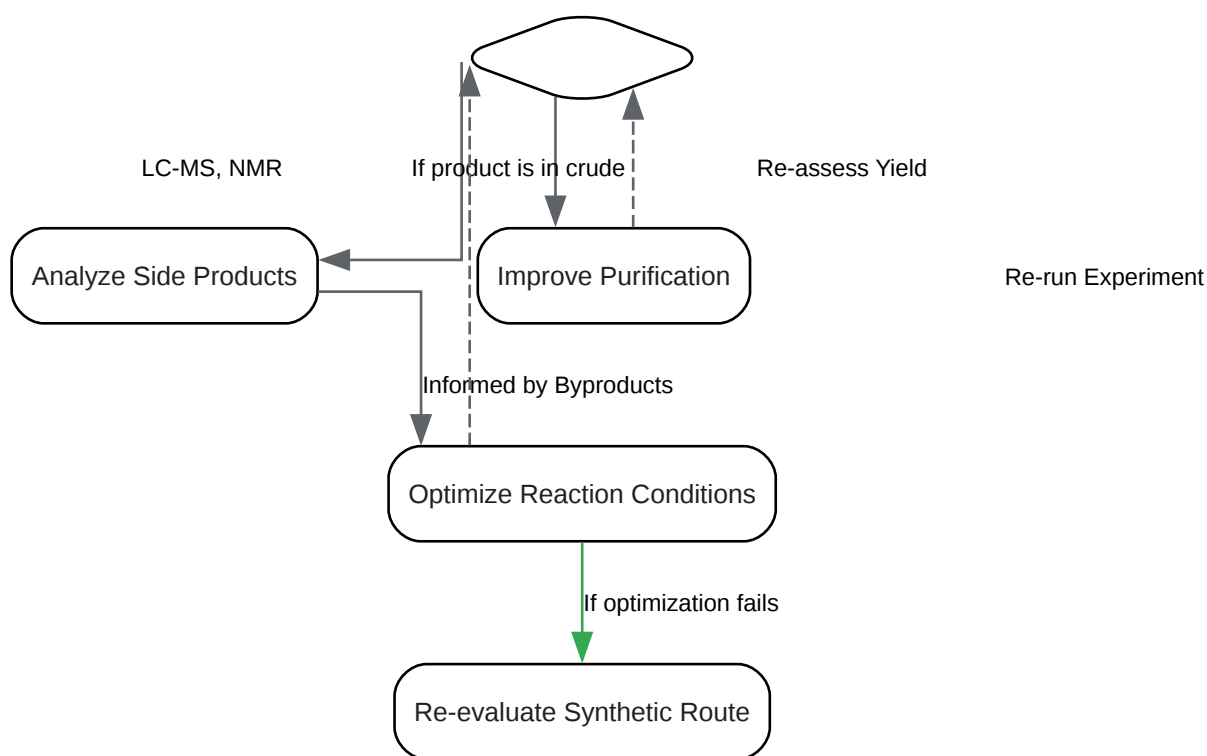 LC-MS, NMR
If product is in crude
Re-assess Yield
Analyze Side Products
Improve Purification
Re-run Experiment
Informed by Byproducts
Optimize Reaction Conditions
If optimization fails
Re-evaluate Synthetic Route